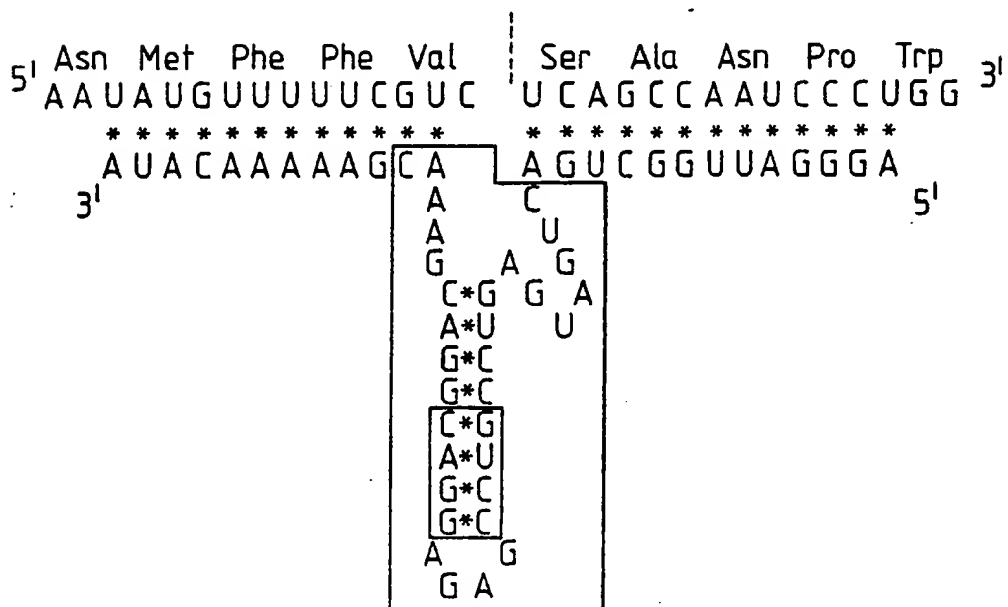 Asn Met Phe Phe Val Ser Ala Asn Pro Trp
5' AAUAUGUUUUUCGUC UCAGCCAAUCCCUGG 3'
* * * * * * * * * * * * * * * * * * * * * * * *
AUACAAAAAGCA AGUCGGUUAGGGA
3' 5'
A C
A U
G A G
C*G G A
A*U U
G*C
G*C
C*G
A*U
G*C
G*C
A G
G A